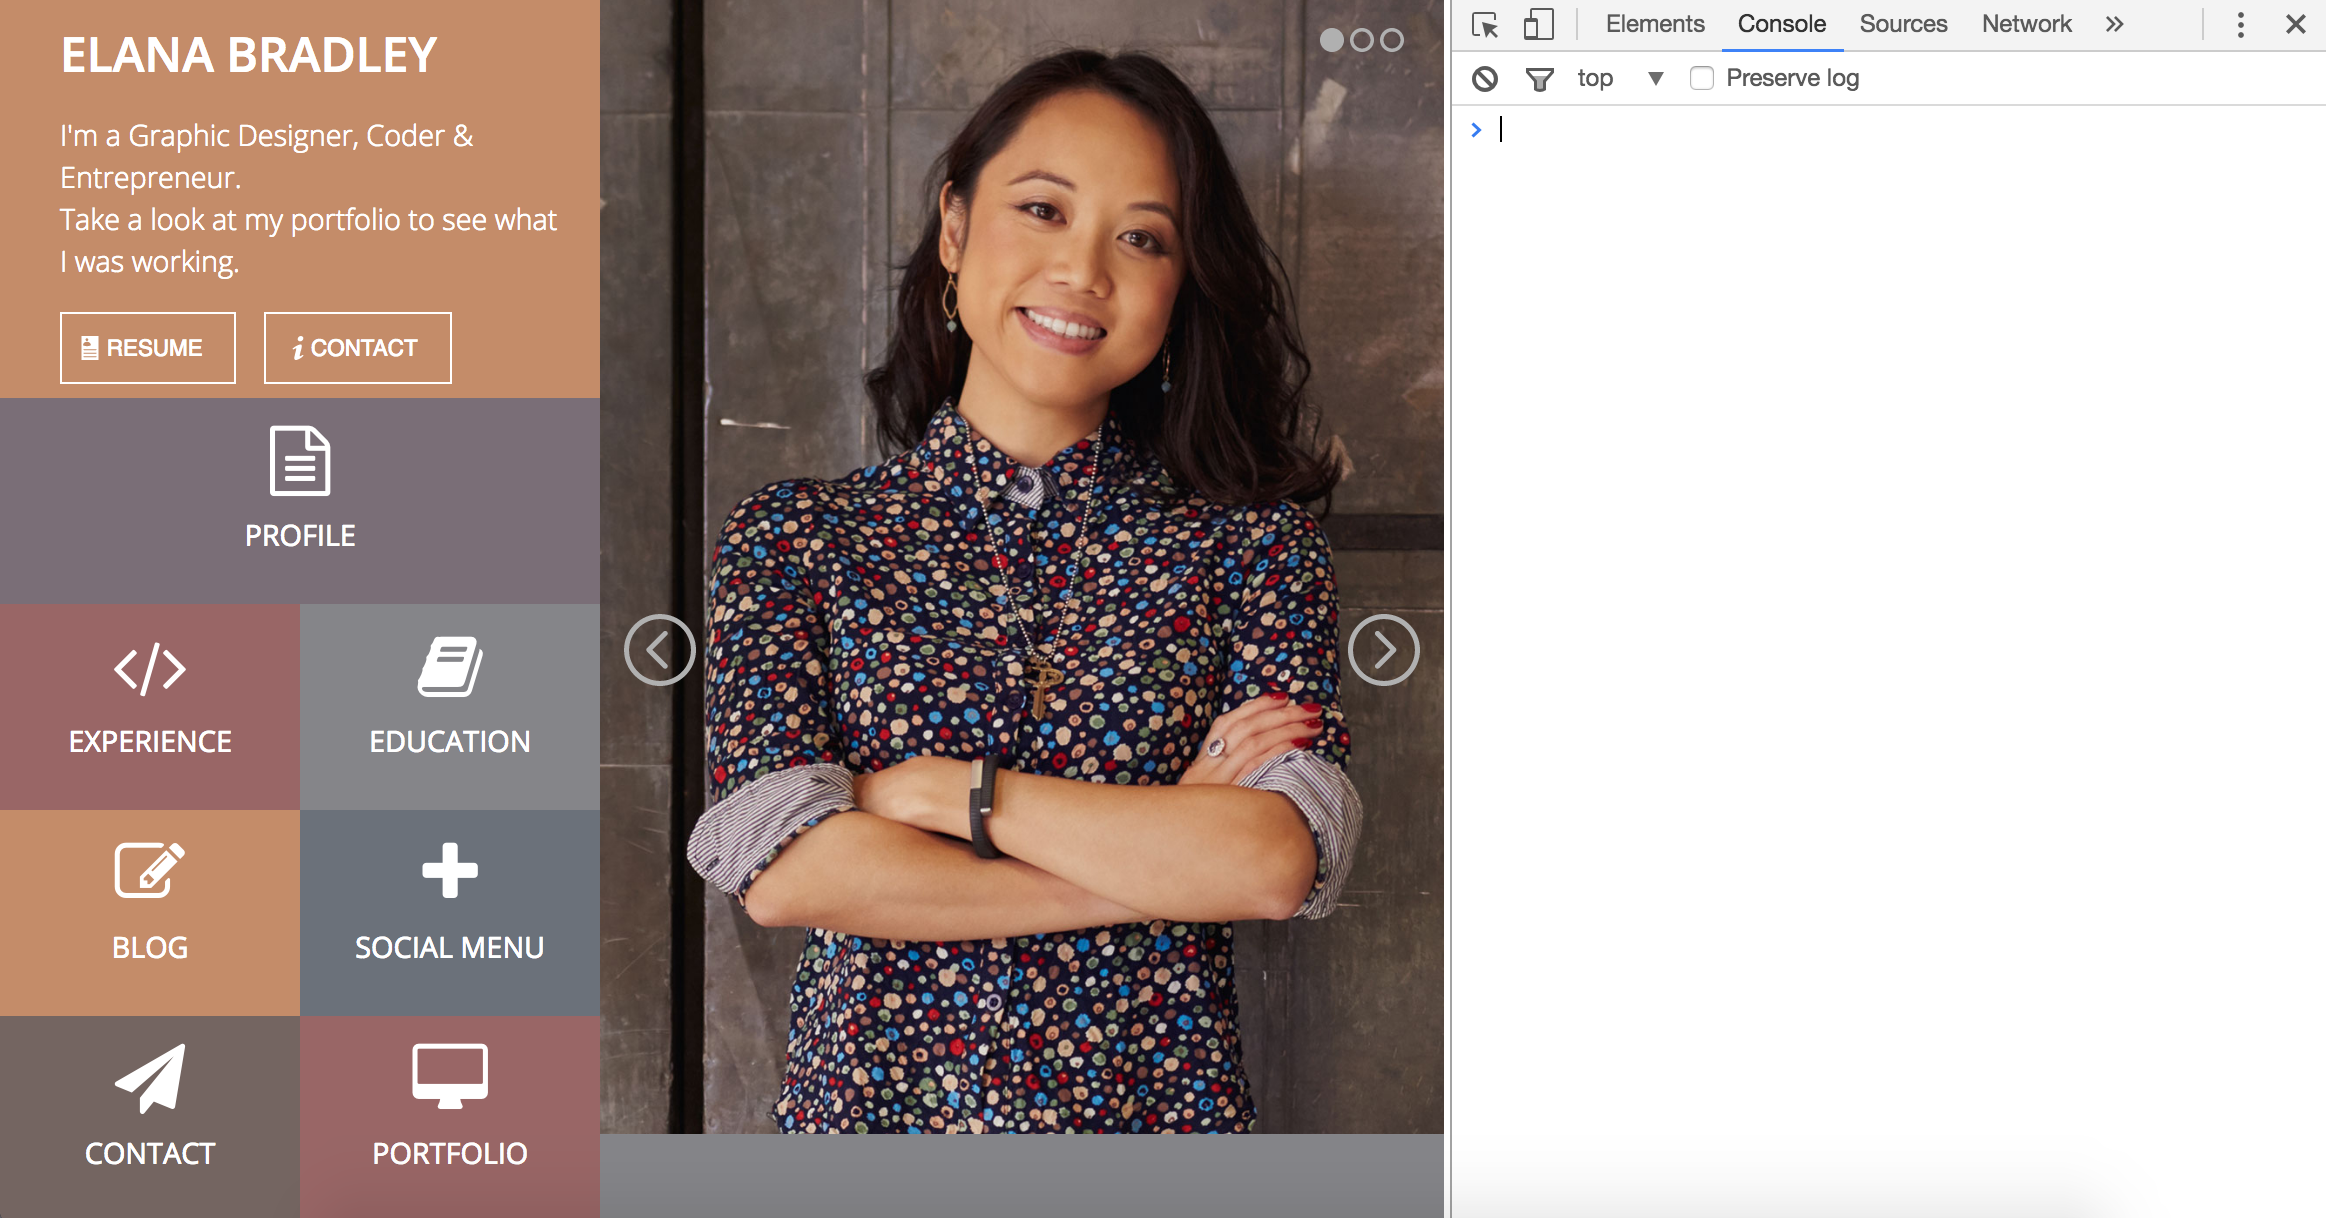 ELANA BRADLEY
I'm a Graphic Designer, Coder &
Entrepreneur.
Take a look at my portfolio to see what
I was working.
RESUME
CONTACT
PROFILE
EXPERIENCE
EDUCATION
BLOG
SOCIAL MENU
CONTACT
PORTFOLIO
Elements Console Sources Network
top Preserve log